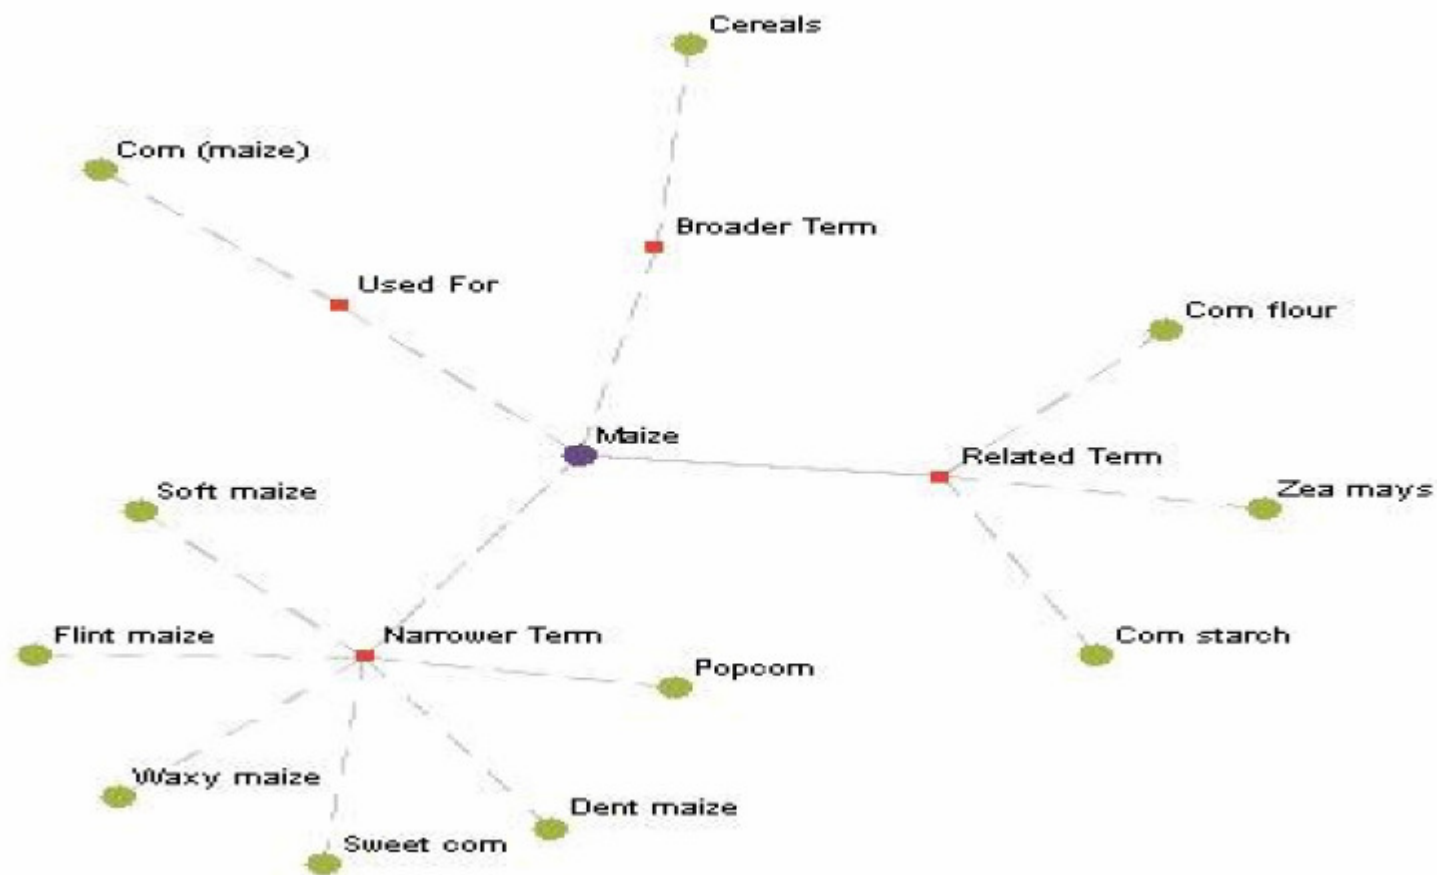 Cereals
Corn (maize)
Broader Term
Used For
Corn flour
Maize
Related Term
Soft maize
Zea mays
Flint maize
Narrower Term
Corn starch
Popcorn
Waxy maize
Dent maize
Sweet corn